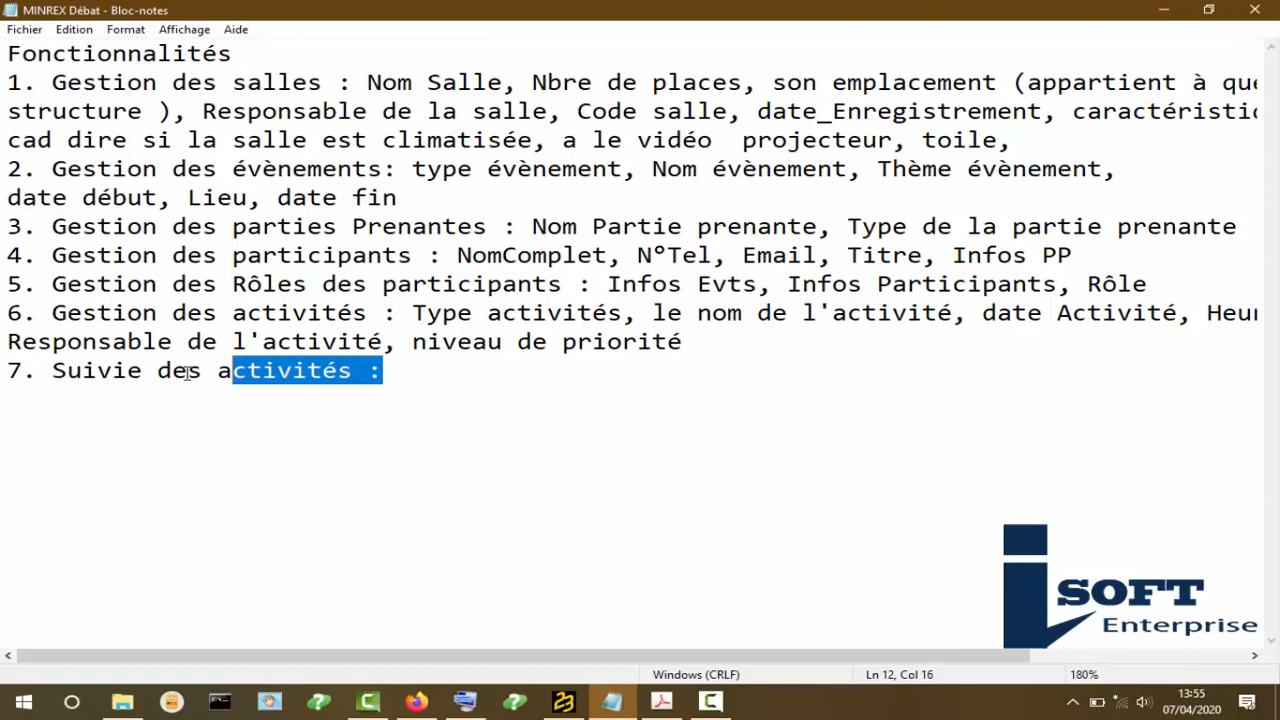 MINREX Débat - Bloc-notes
Fichier Edition Format Affichage Aide
Fonctionnalités
1. Gestion des salles : Nom Salle, Nbre de places, son emplacement (appartient à
structure ), Responsable de la salle, Code salle, date_Enregistrement,
cad dire si la salle est climatisée, a le vidéo projecteur, toile,
2. Gestion des évènements: type évènement, Nom évènement, Thème évènement,
date début, Lieu, date fin
3. Gestion des parties Prenantes : Nom Partie prenante, Type de la partie prenante
4. Gestion des participants : NomComplet, N°Tel, Email, Titre, Infos PP
5. Gestion des Rôles des participants : Infos Evts, Infos Participants, Rôle
6. Gestion des activités : Type activités, le nom de l'activité, date Activité,
Responsable de l'activité, niveau de priorité
7. Suivie des activités :
iSOFT
Enterprise
Windows (CRLF) Ln 12, Col 16 180%
13:55
07/04/2020